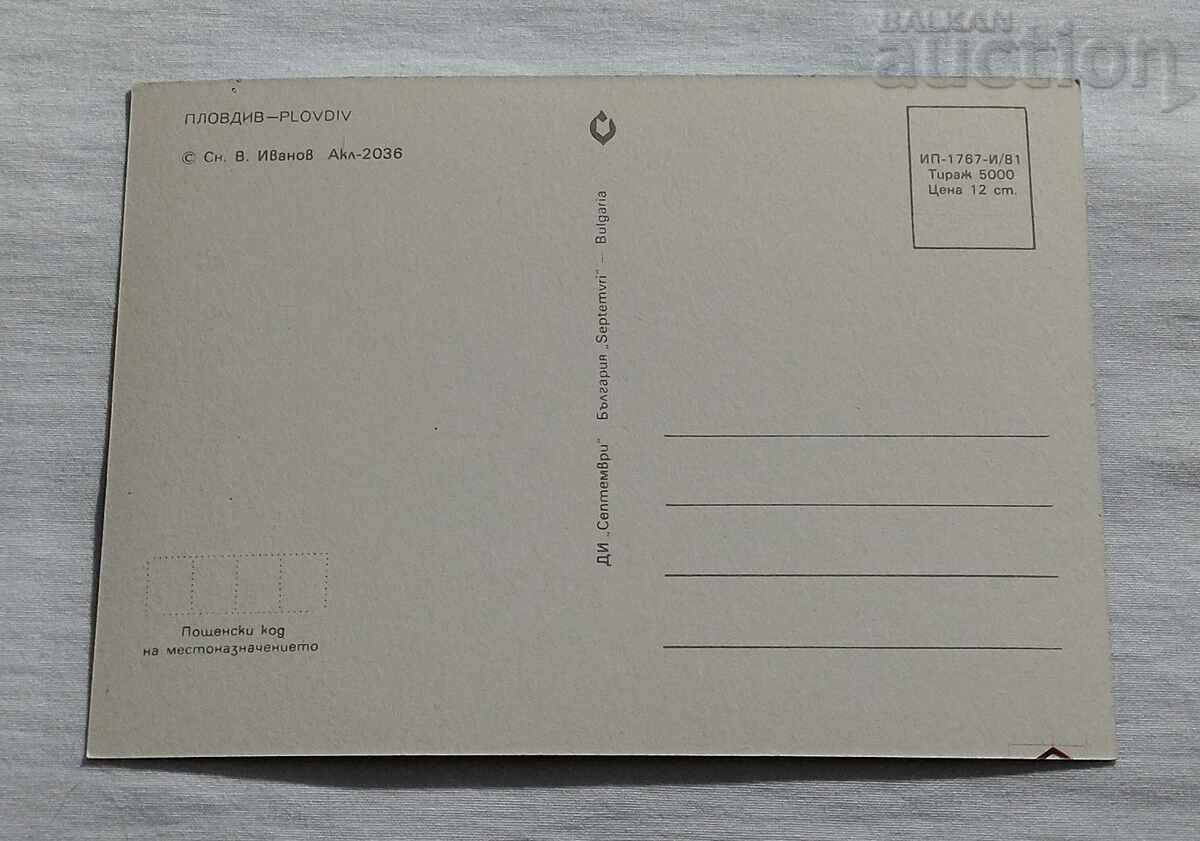 BALKAN
auction
ПЛОВДИВ—PLOVDIV
© Сн. В. Иванов Акл-2036
ИП-1767-И/81
Тираж 5000
Цена 12 ст.
ДИ „Септември" България „Septemvri" — Bulgaria
Пощенски код
на местоназначението